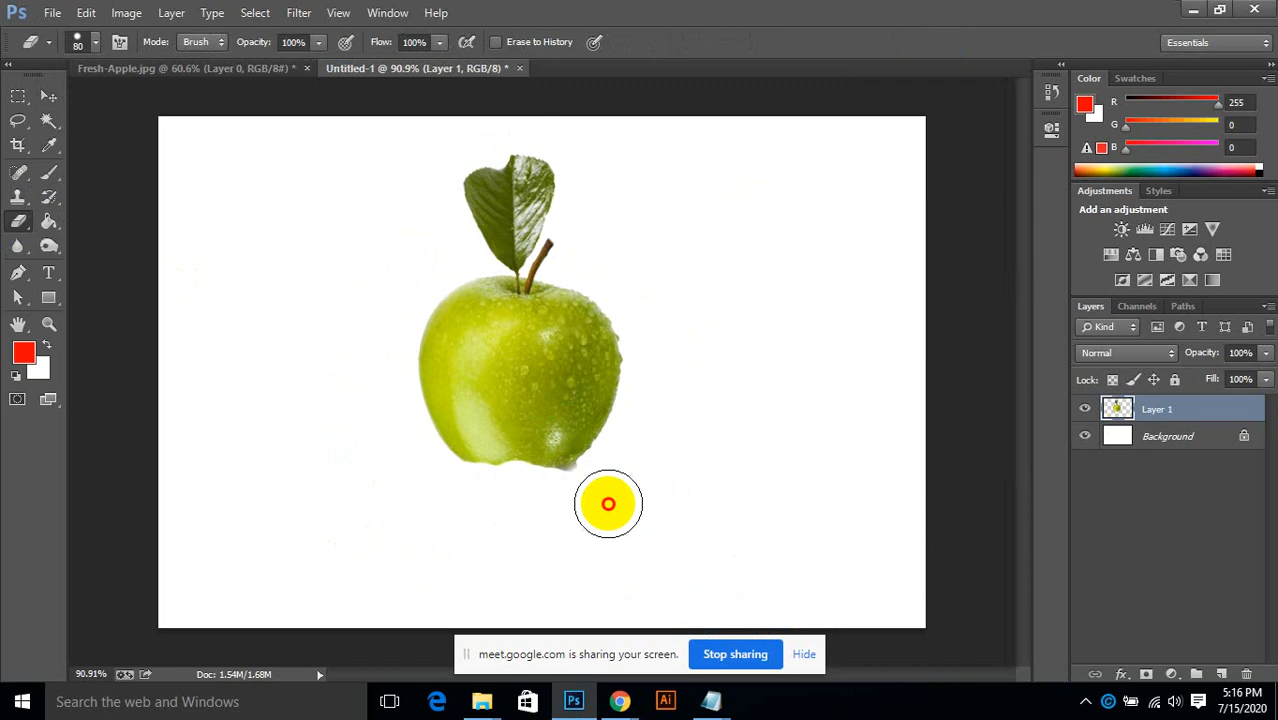 Ps File Edit Image Layer Type Select Filter View Window Help
80 Mode: Brush Opacity: 100% Flow: 100% Erase to History Essentials
Fresh-Apple.jpg @ 60.6% (Layer 0, RGB/8#) * × Untitled-1 @ 90.9% (Layer 1, RGB/8) * ×
Color Swatches
R 255
G 0
B 0
Adjustments Styles
Add an adjustment
Layers Channels Paths
Kind
Normal Opacity: 100%
Lock: Fill: 100%
Layer 1
Background
meet.google.com is sharing your screen. Stop sharing Hide
90.91% Doc: 1.54M/1.68M
Search the web and Windows
Ps
Ai
5:16 PM
7/15/2020